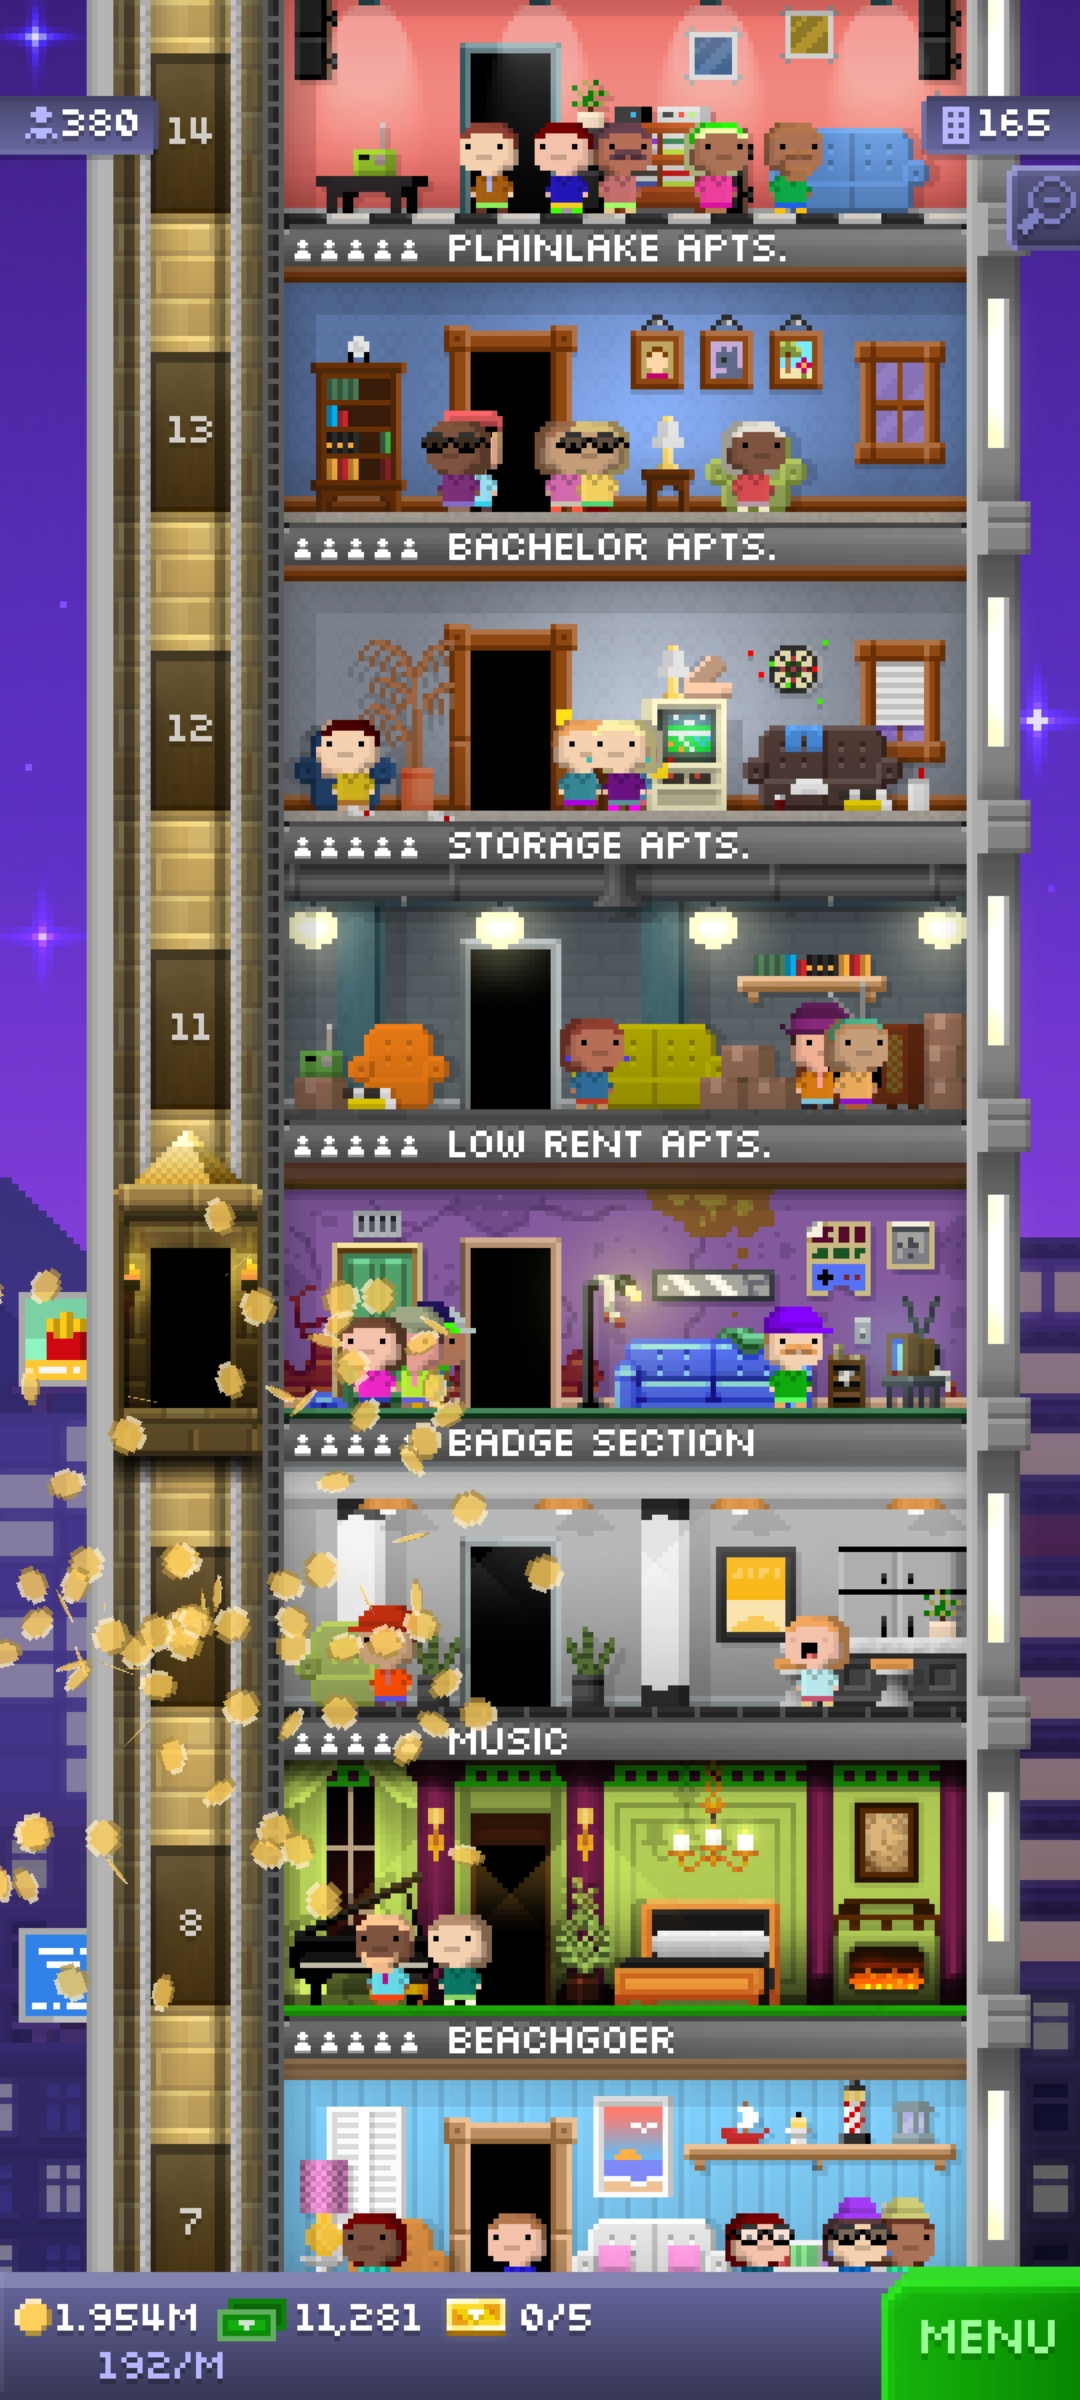 380
14
165
PLAINLAKE APTS.
13
BACHELOR APTS.
12
STORAGE APTS.
11
LOW RENT APTS.
BADGE SECTION
MUSIC
8
BEACHGOER
7
1.954M 11,281 0/5
192/M
MENU